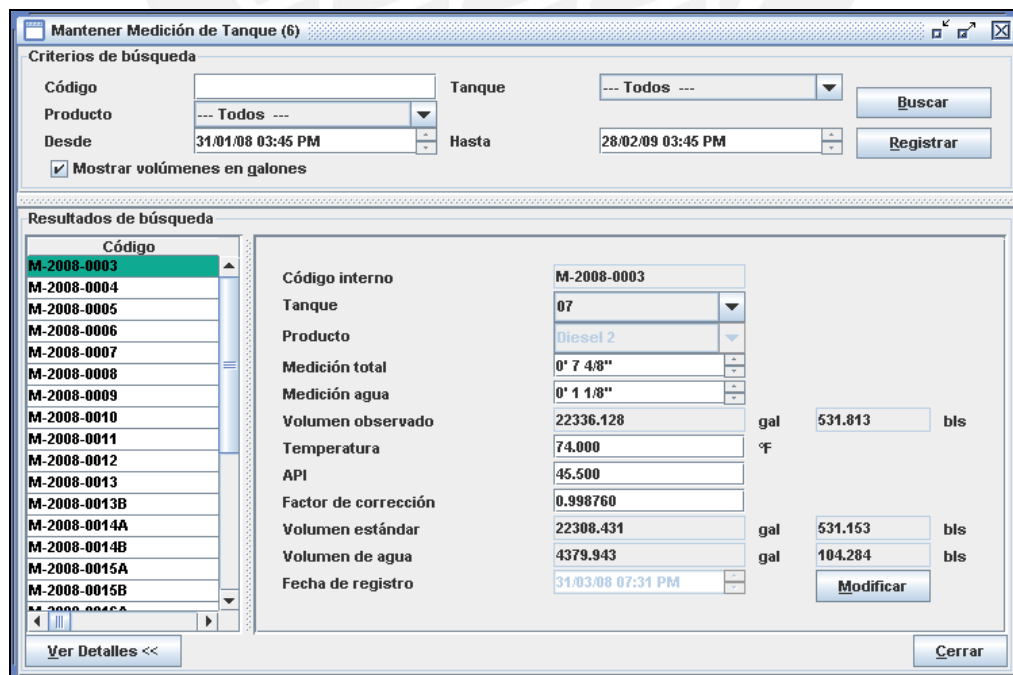 Mantener Medición de Tanque (6)
Criterios de búsqueda
Código Tanque --- Todos ---
Buscar
Producto --- Todos ---
Desde 31/01/08 03:45 PM Hasta 28/02/09 03:45 PM
Registrar
Mostrar volúmenes en galones
Resultados de búsqueda
Código
M-2008-0003
M-2008-0004
M-2008-0005
M-2008-0006
M-2008-0007
M-2008-0008
M-2008-0009
M-2008-0010
M-2008-0011
M-2008-0012
M-2008-0013
M-2008-0013B
M-2008-0014A
M-2008-0014B
M-2008-0015A
M-2008-0015B
Código interno M-2008-0003
Tanque 07
Producto Diesel 2
Medición total 0' 7 4/8"
Medición agua 0' 1 1/8"
Volumen observado 22336.128 gal 531.813 bls
Temperatura 74.000 °F
API 45.500
Factor de corrección 0.998760
Volumen estándar 22308.431 gal 531.153 bls
Volumen de agua 4379.943 gal 104.284 bls
Fecha de registro 31/03/08 07:31 PM
Modificar
Ver Detalles <<
Cerrar